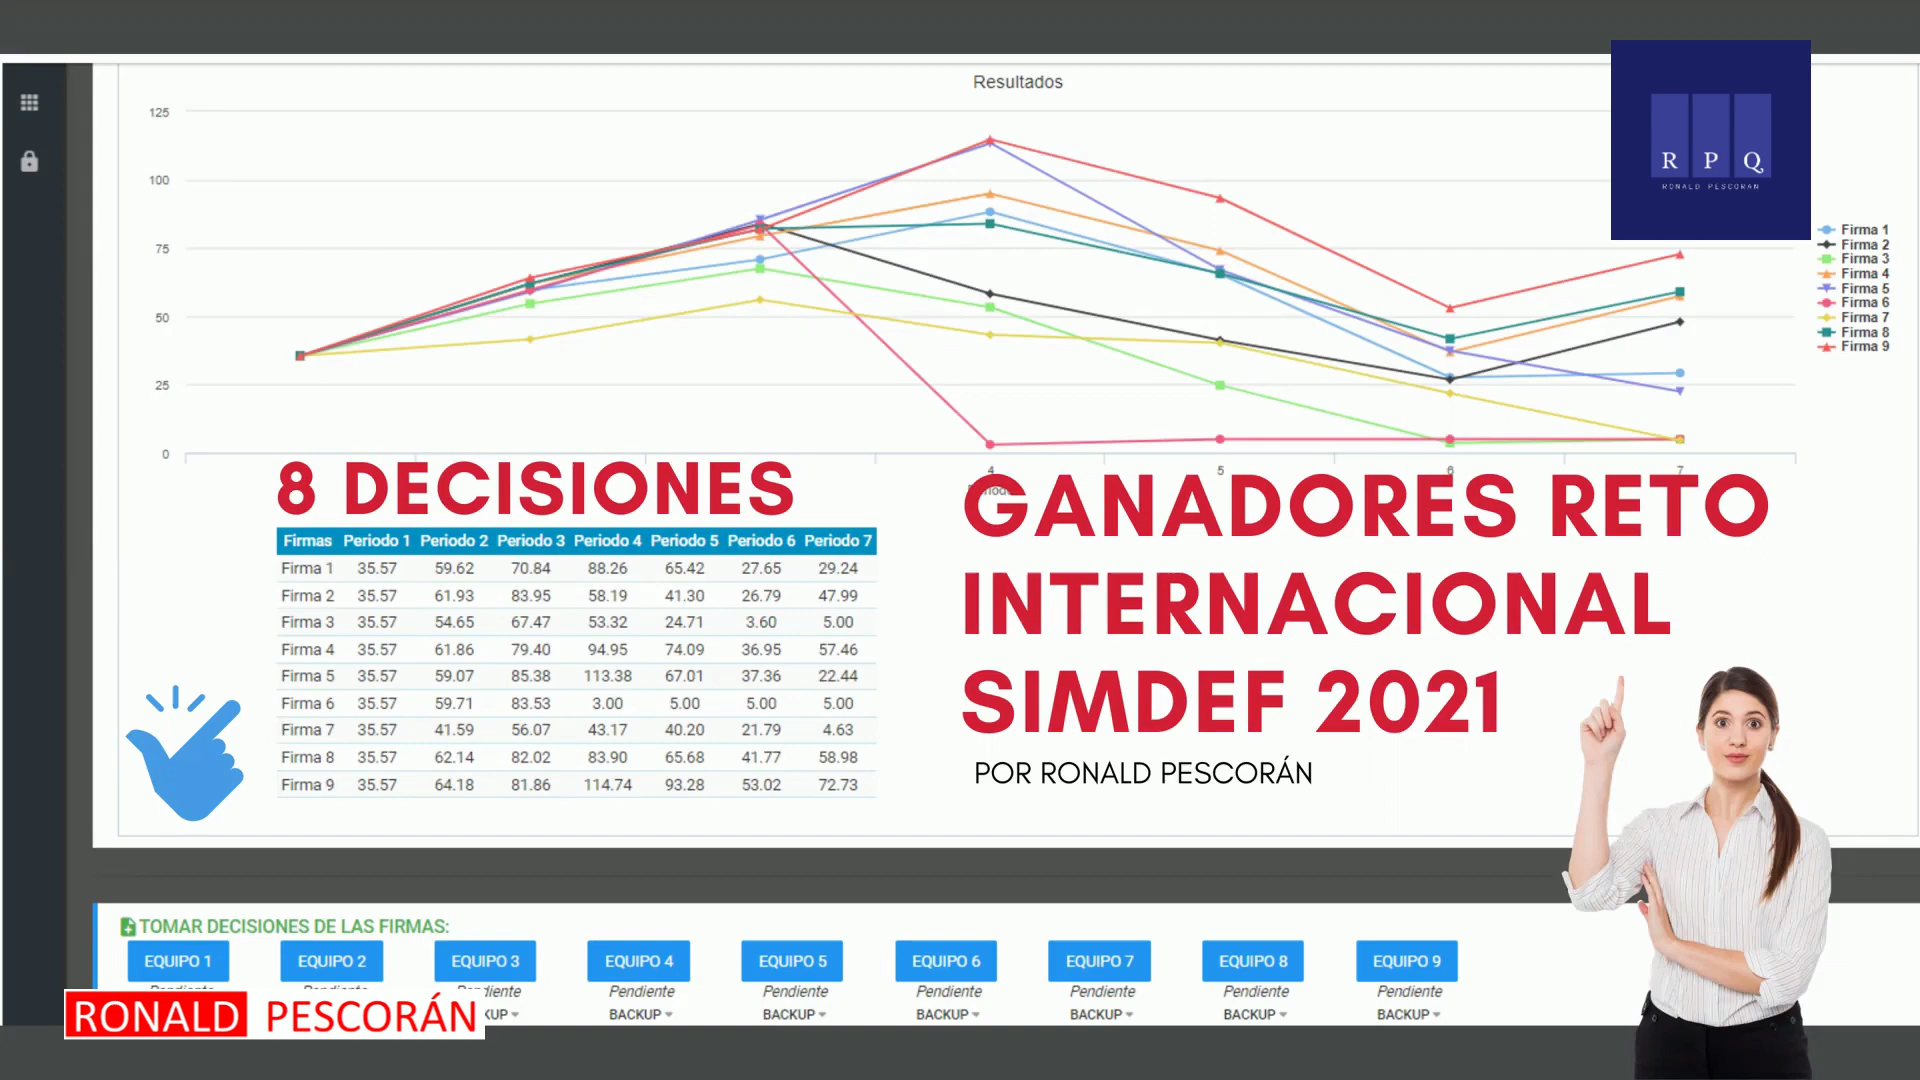 Resultados
125
100
75
50
25
0
4
5
6
7
R P Q
RONALD PESCORAN
Firma 1
Firma 2
Firma 3
Firma 4
Firma 5
Firma 6
Firma 7
Firma 8
Firma 9
8 DECISIONES
Firmas Periodo 1 Periodo 2 Periodo 3 Periodo 4 Periodo 5 Periodo 6 Periodo 7
Firma 1 35.57 59.62 70.84 88.26 65.42 27.65 29.24
Firma 2 35.57 61.93 83.95 58.19 41.30 26.79 47.99
Firma 3 35.57 54.65 67.47 53.32 24.71 3.60 5.00
Firma 4 35.57 61.86 79.40 94.95 74.09 36.95 57.46
Firma 5 35.57 59.07 85.38 113.38 67.01 37.36 22.44
Firma 6 35.57 59.71 83.53 3.00 5.00 5.00 5.00
Firma 7 35.57 41.59 56.07 43.17 40.20 21.79 4.63
Firma 8 35.57 62.14 82.02 83.90 65.68 41.77 58.98
Firma 9 35.57 64.18 81.86 114.74 93.28 53.02 72.73
GANADORES RETO
INTERNACIONAL
SIMDEF 2021
POR RONALD PESCORÁN
TOMAR DECISIONES DE LAS FIRMAS:
EQUIPO 1 EQUIPO 2 EQUIPO 3 EQUIPO 4 EQUIPO 5 EQUIPO 6 EQUIPO 7 EQUIPO 8 EQUIPO 9
Pendiente Pendiente Pendiente Pendiente Pendiente Pendiente
BACKUP BACKUP BACKUP BACKUP BACKUP BACKUP
RONALD PESCORÁN